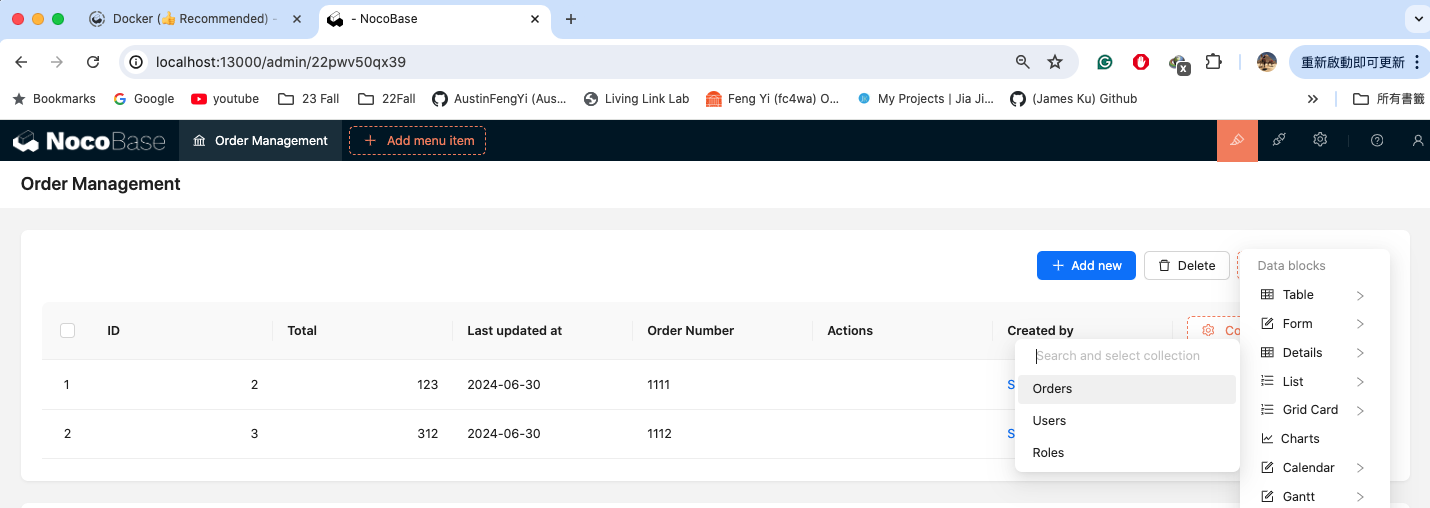 Docker (👍 Recommended) -
- NocoBase
localhost:13000/admin/22pwv50qx39
重新啟動即可更新
Bookmarks Google youtube 23 Fall 22Fall AustinFengYi (Aus... Living Link Lab Feng Yi (fc4wa) O... My Projects | Jia Ji... (James Ku) Github » 所有書籤
NocoBase Order Management + Add menu item
Order Management
+ Add new Delete
Data blocks
Table
Form
Details
List
Grid Card
Charts
Calendar
Gantt
ID Total Last updated at Order Number Actions Created by Co
Search and select collection
Orders
Users
Roles
1 2 123 2024-06-30 1111 S
2 3 312 2024-06-30 1112 S